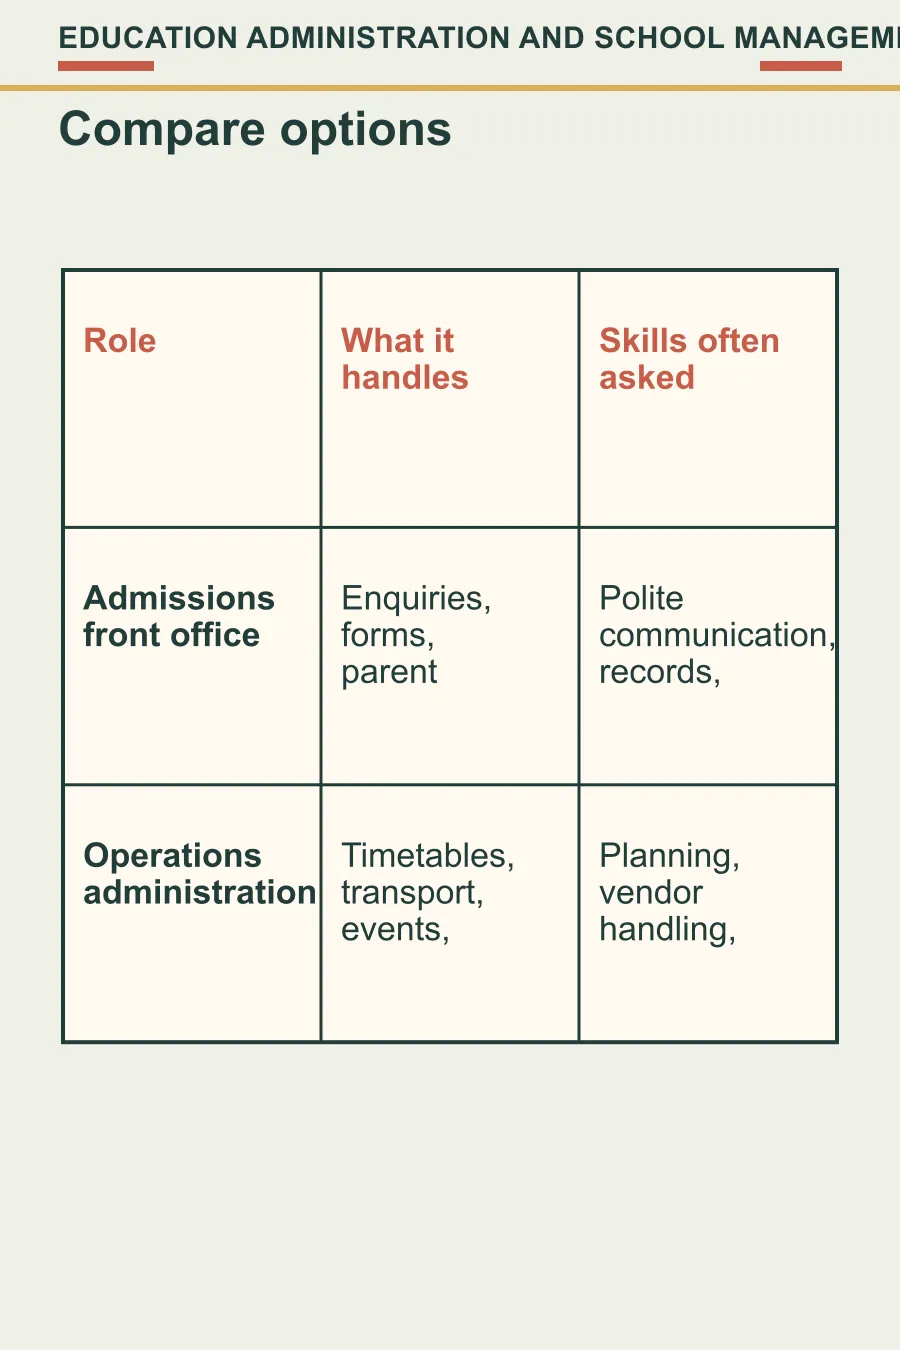 EDUCATION ADMINISTRATION AND SCHOOL MANAGEM
Compare options
Role
What it
handles
Skills often
asked
Admissions
front office
Enquiries,
forms,
parent
Polite
communication,
records,
Operations
administration
Timetables,
transport,
events,
Planning,
vendor
handling,